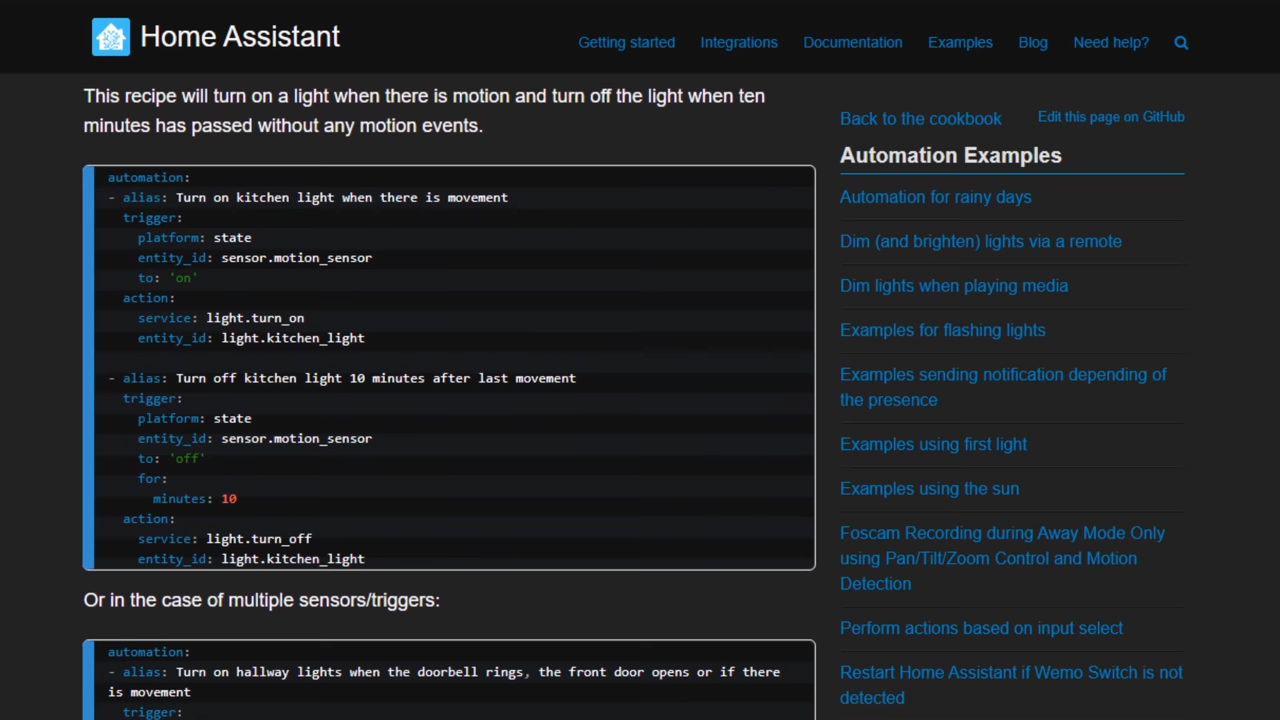 Home Assistant
Getting started
Integrations
Documentation
Examples
Blog
Need help?
This recipe will turn on a light when there is motion and turn off the light when ten
minutes has passed without any motion events.
automation:
- alias: Turn on kitchen light when there is movement
trigger:
platform: state
entity_id: sensor.motion_sensor
to: 'on'
action:
service: light.turn_on
entity_id: light.kitchen_light
- alias: Turn off kitchen light 10 minutes after last movement
trigger:
platform: state
entity_id: sensor.motion_sensor
to: 'off'
for:
minutes: 10
action:
service: light.turn_off
entity_id: light.kitchen_light
Or in the case of multiple sensors/triggers:
automation:
- alias: Turn on hallway lights when the doorbell rings, the front door opens or if there
is movement
trigger:
Back to the cookbook
Edit this page on GitHub
Automation Examples
Automation for rainy days
Dim (and brighten) lights via a remote
Dim lights when playing media
Examples for flashing lights
Examples sending notification depending of
the presence
Examples using first light
Examples using the sun
Foscam Recording during Away Mode Only
using Pan/Tilt/Zoom Control and Motion
Detection
Perform actions based on input select
Restart Home Assistant if Wemo Switch is not
detected